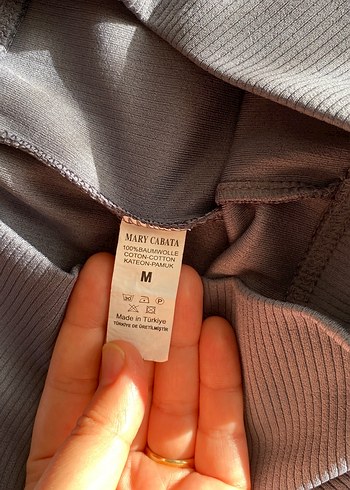 MARY CABATA
100%BAUMWOLLE
COTON-COTTON
KATEON-PAMUK
M
Made in Türkiye
TÜRKİYE DE ÜRETİLMİŞTİR